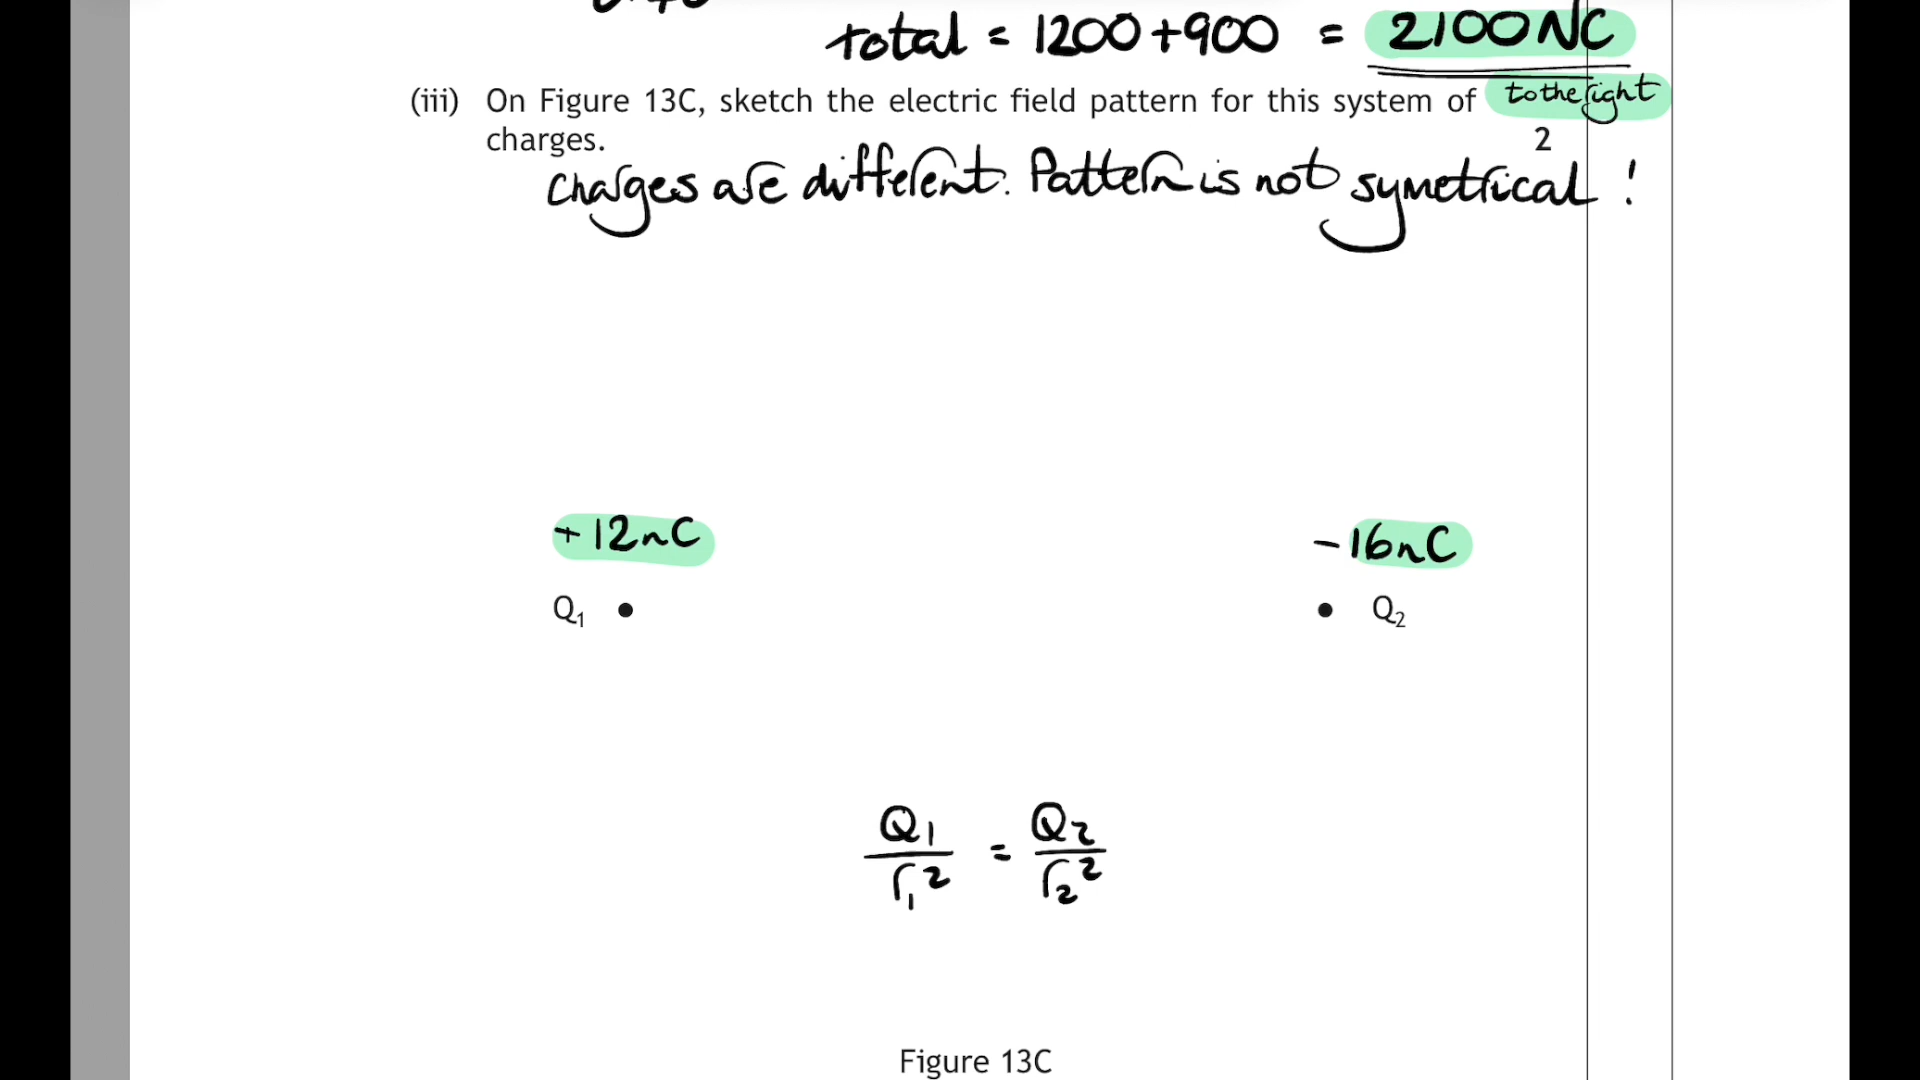 total = 1200 + 900 = 2100 NC
(iii) On Figure 13C, sketch the electric field pattern for this system of to the right
charges. 2
Charges are different. Pattern is not symetrical !
+12nC -16nC
Q₁ • • Q₂
Q₁/r₁² = Q₂/r₂²
Figure 13C